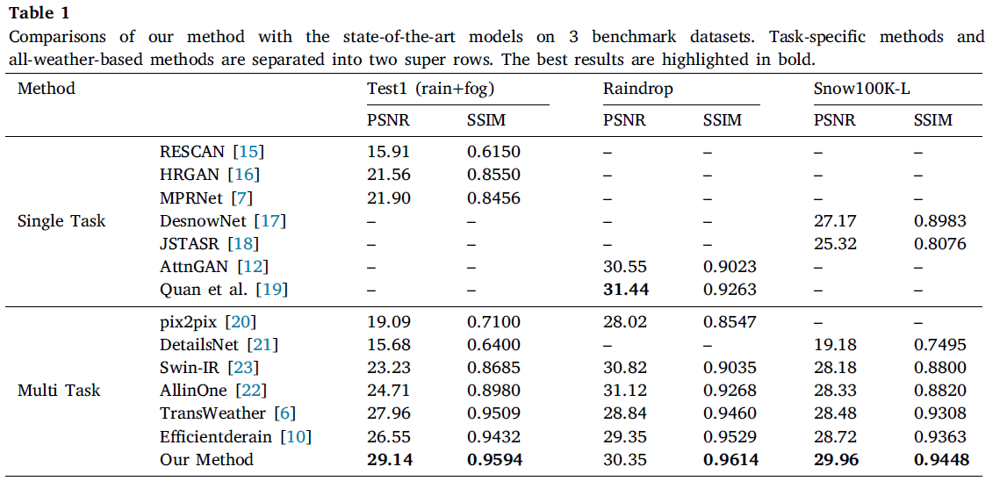 Table 1
Comparisons of our method with the state-of-the-art models on 3 benchmark datasets. Task-specific methods and
all-weather-based methods are separated into two super rows. The best results are highlighted in bold.
Method Test1 (rain+fog) Raindrop Snow100K-L
PSNR SSIM PSNR SSIM PSNR SSIM
RESCAN [15] 15.91 0.6150 – – – –
HRGAN [16] 21.56 0.8550 – – – –
MPRNet [7] 21.90 0.8456 – – – –
Single Task DesnowNet [17] – – – – 27.17 0.8983
JSTASR [18] – – – – 25.32 0.8076
AttnGAN [12] – – 30.55 0.9023 – –
Quan et al. [19] – – 31.44 0.9263 – –
pix2pix [20] 19.09 0.7100 28.02 0.8547 – –
DetailsNet [21] 15.68 0.6400 – – 19.18 0.7495
Swin-IR [23] 23.23 0.8685 30.82 0.9035 28.18 0.8800
Multi Task AllinOne [22] 24.71 0.8980 31.12 0.9268 28.33 0.8820
TransWeather [6] 27.96 0.9509 28.84 0.9460 28.48 0.9308
Efficientderain [10] 26.55 0.9432 29.35 0.9529 28.72 0.9363
Our Method 29.14 0.9594 30.35 0.9614 29.96 0.9448